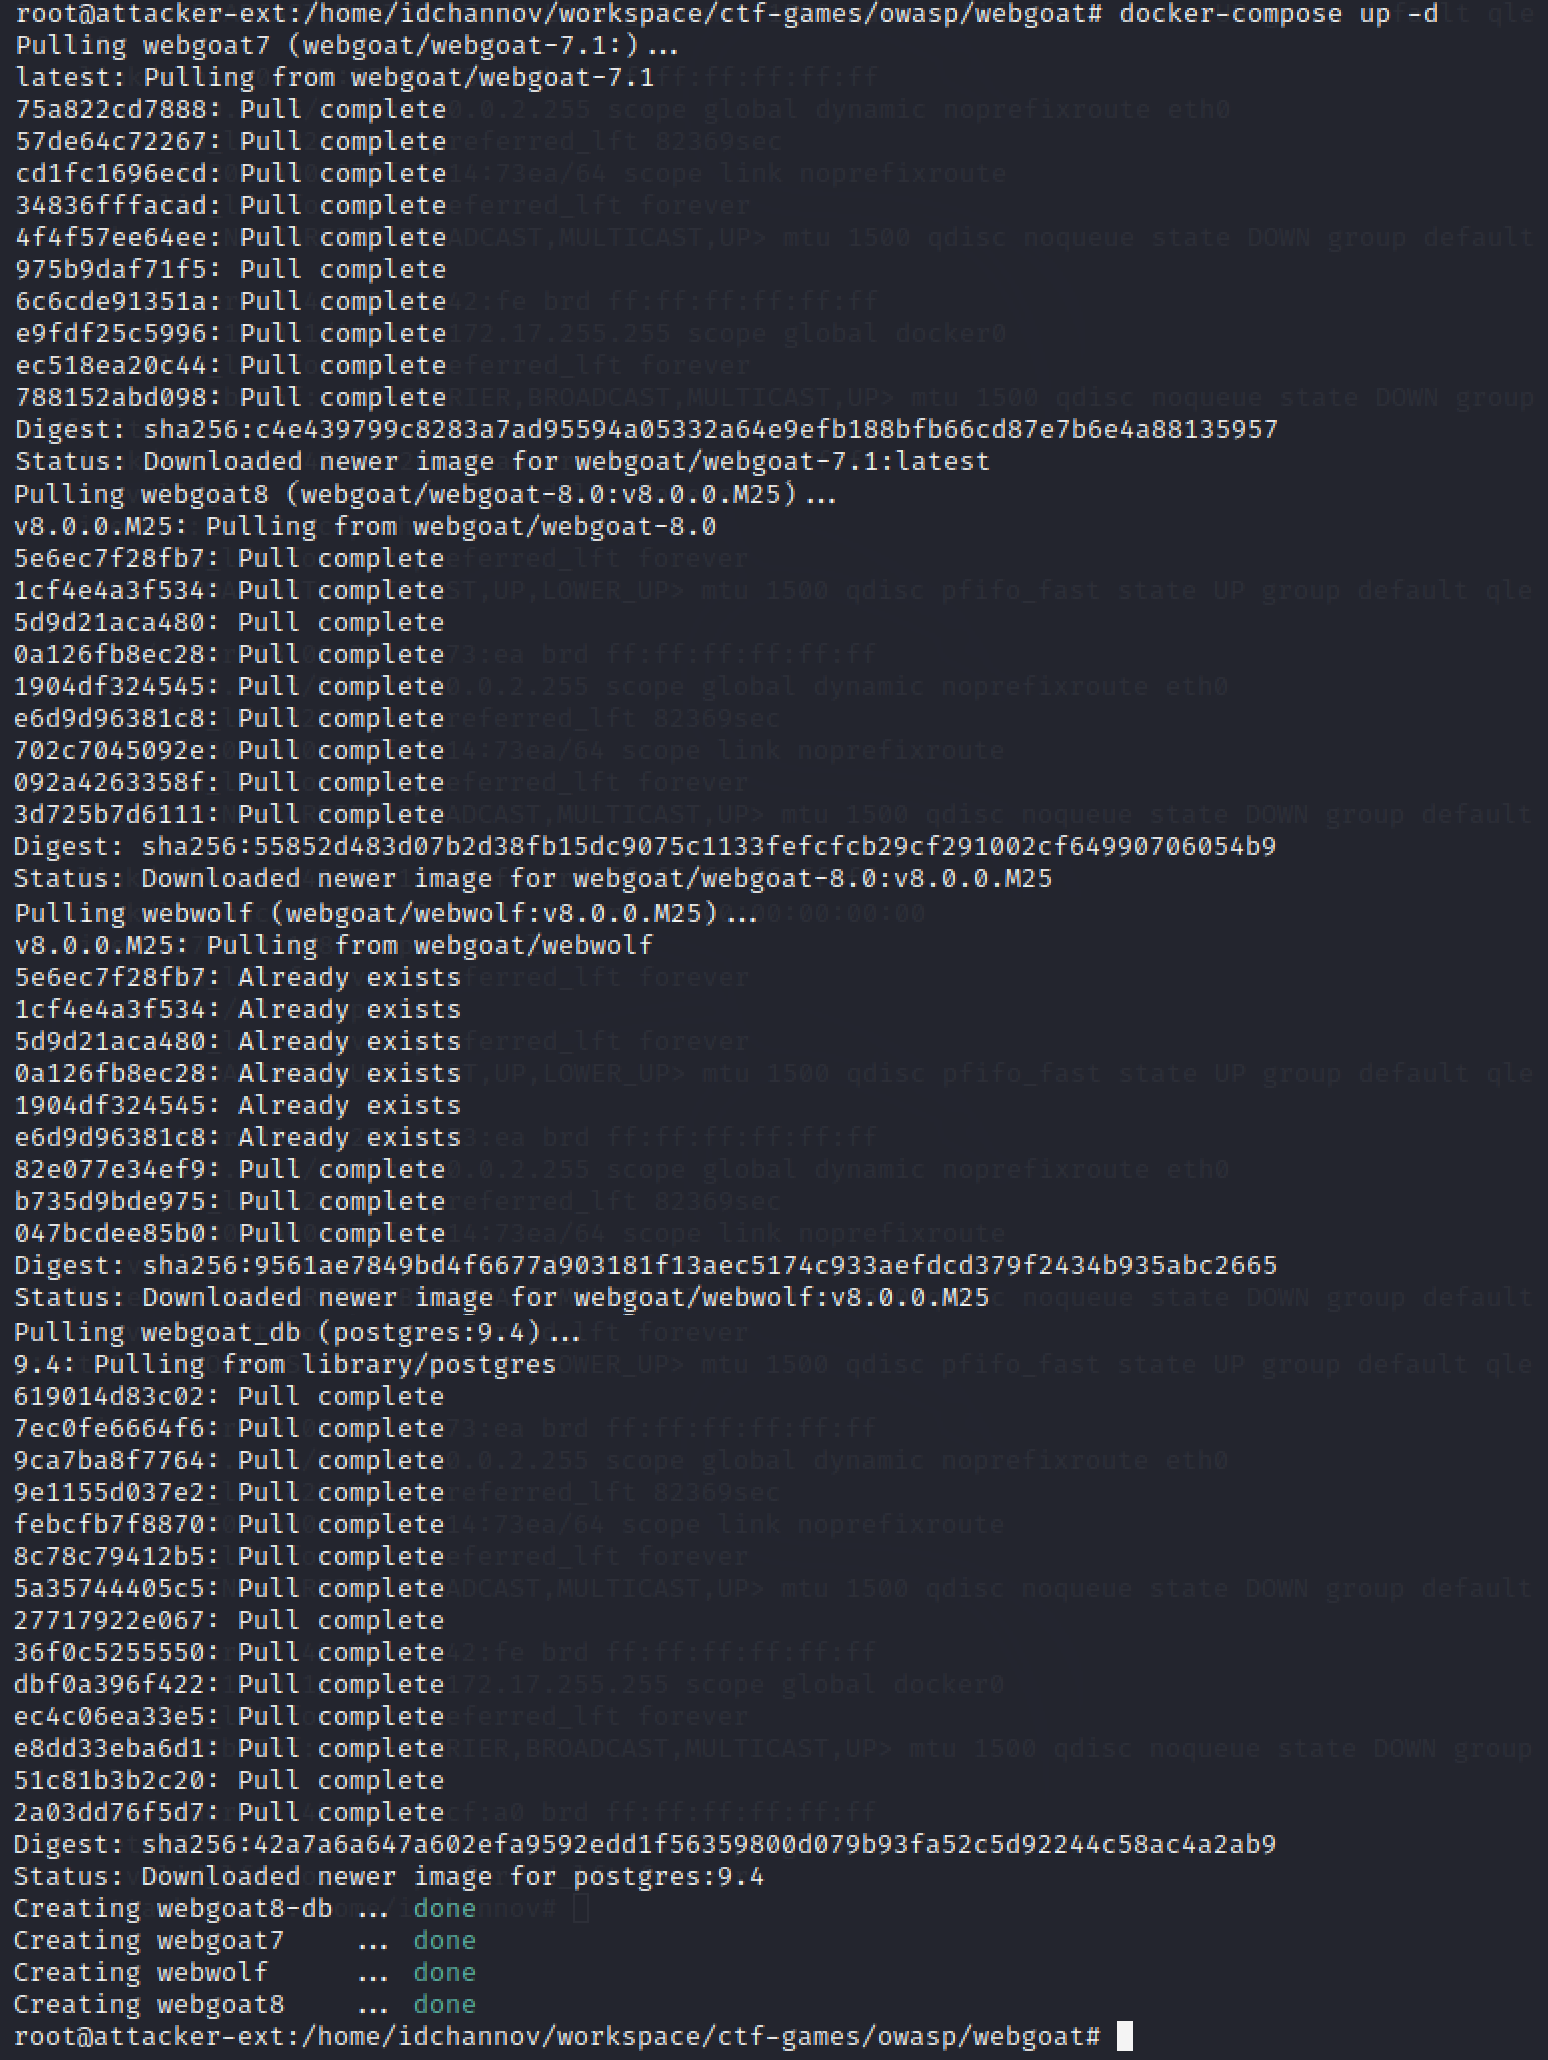 root@attacker-ext:/home/idchannov/workspace/ctf-games/owasp/webgoat# docker-compose up -d
Pulling webgoat7 (webgoat/webgoat-7.1:)...
latest: Pulling from webgoat/webgoat-7.1
75a822cd7888: Pull complete
57de64c72267: Pull complete
cd1fc1696ecd: Pull complete
34836fffacad: Pull complete
4f4f57ee64ee: Pull complete
975b9daf71f5: Pull complete
6c6cde91351a: Pull complete
e9fdf25c5996: Pull complete
ec518ea20c44: Pull complete
788152abd098: Pull complete
Digest: sha256:c4e439799c8283a7ad95594a05332a64e9efb188bfb66cd87e7b6e4a88135957
Status: Downloaded newer image for webgoat/webgoat-7.1:latest
Pulling webgoat8 (webgoat/webgoat-8.0:v8.0.0.M25)...
v8.0.0.M25: Pulling from webgoat/webgoat-8.0
5e6ec7f28fb7: Pull complete
1cf4e4a3f534: Pull complete
5d9d21aca480: Pull complete
0a126fb8ec28: Pull complete
1904df324545: Pull complete
e6d9d96381c8: Pull complete
702c7045092e: Pull complete
092a4263358f: Pull complete
3d725b7d6111: Pull complete
Digest: sha256:55852d483d07b2d38fb15dc9075c1133fefcfcb29cf291002cf64990706054b9
Status: Downloaded newer image for webgoat/webgoat-8.0:v8.0.0.M25
Pulling webwolf (webgoat/webwolf:v8.0.0.M25)...
v8.0.0.M25: Pulling from webgoat/webwolf
5e6ec7f28fb7: Already exists
1cf4e4a3f534: Already exists
5d9d21aca480: Already exists
0a126fb8ec28: Already exists
1904df324545: Already exists
e6d9d96381c8: Already exists
82e077e34ef9: Pull complete
b735d9bde975: Pull complete
047bcdee85b0: Pull complete
Digest: sha256:9561ae7849bd4f6677a903181f13aec5174c933aefdcd379f2434b935abc2665
Status: Downloaded newer image for webgoat/webwolf:v8.0.0.M25
Pulling webgoat_db (postgres:9.4)...
9.4: Pulling from library/postgres
619014d83c02: Pull complete
7ec0fe6664f6: Pull complete
9ca7ba8f7764: Pull complete
9e1155d037e2: Pull complete
febcfb7f8870: Pull complete
8c78c79412b5: Pull complete
5a35744405c5: Pull complete
27717922e067: Pull complete
36f0c5255550: Pull complete
dbf0a396f422: Pull complete
ec4c06ea33e5: Pull complete
e8dd33eba6d1: Pull complete
51c81b3b2c20: Pull complete
2a03dd76f5d7: Pull complete
Digest: sha256:42a7a6a647a602efa9592edd1f56359800d079b93fa52c5d92244c58ac4a2ab9
Status: Downloaded newer image for postgres:9.4
Creating webgoat8-db ... done
Creating webgoat7 ... done
Creating webwolf ... done
Creating webgoat8 ... done
root@attacker-ext:/home/idchannov/workspace/ctf-games/owasp/webgoat#